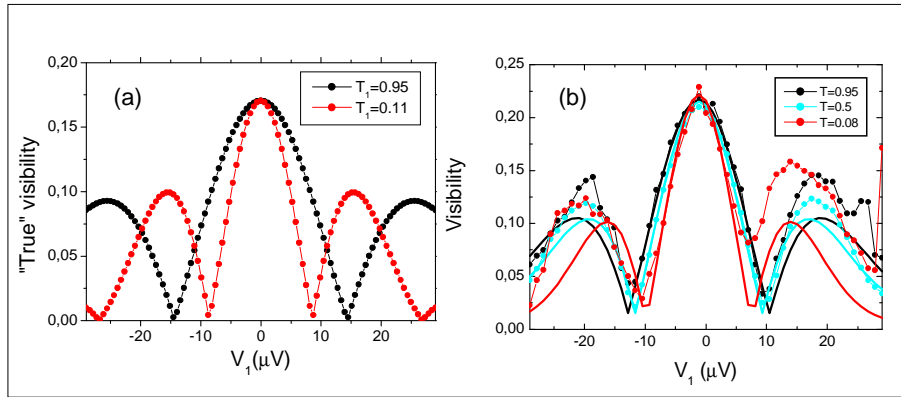 (a)
T1=0.95
T1=0.11
0,20
0,15
0,10
0,05
0,00
"True" visibility
-20 -10 0 10 20
V1(μV)
(b)
T=0.95
T=0.5
T=0.08
0,25
0,20
0,15
0,10
0,05
0,00
Visibility
-20 -10 0 10 20
V1 (μV)